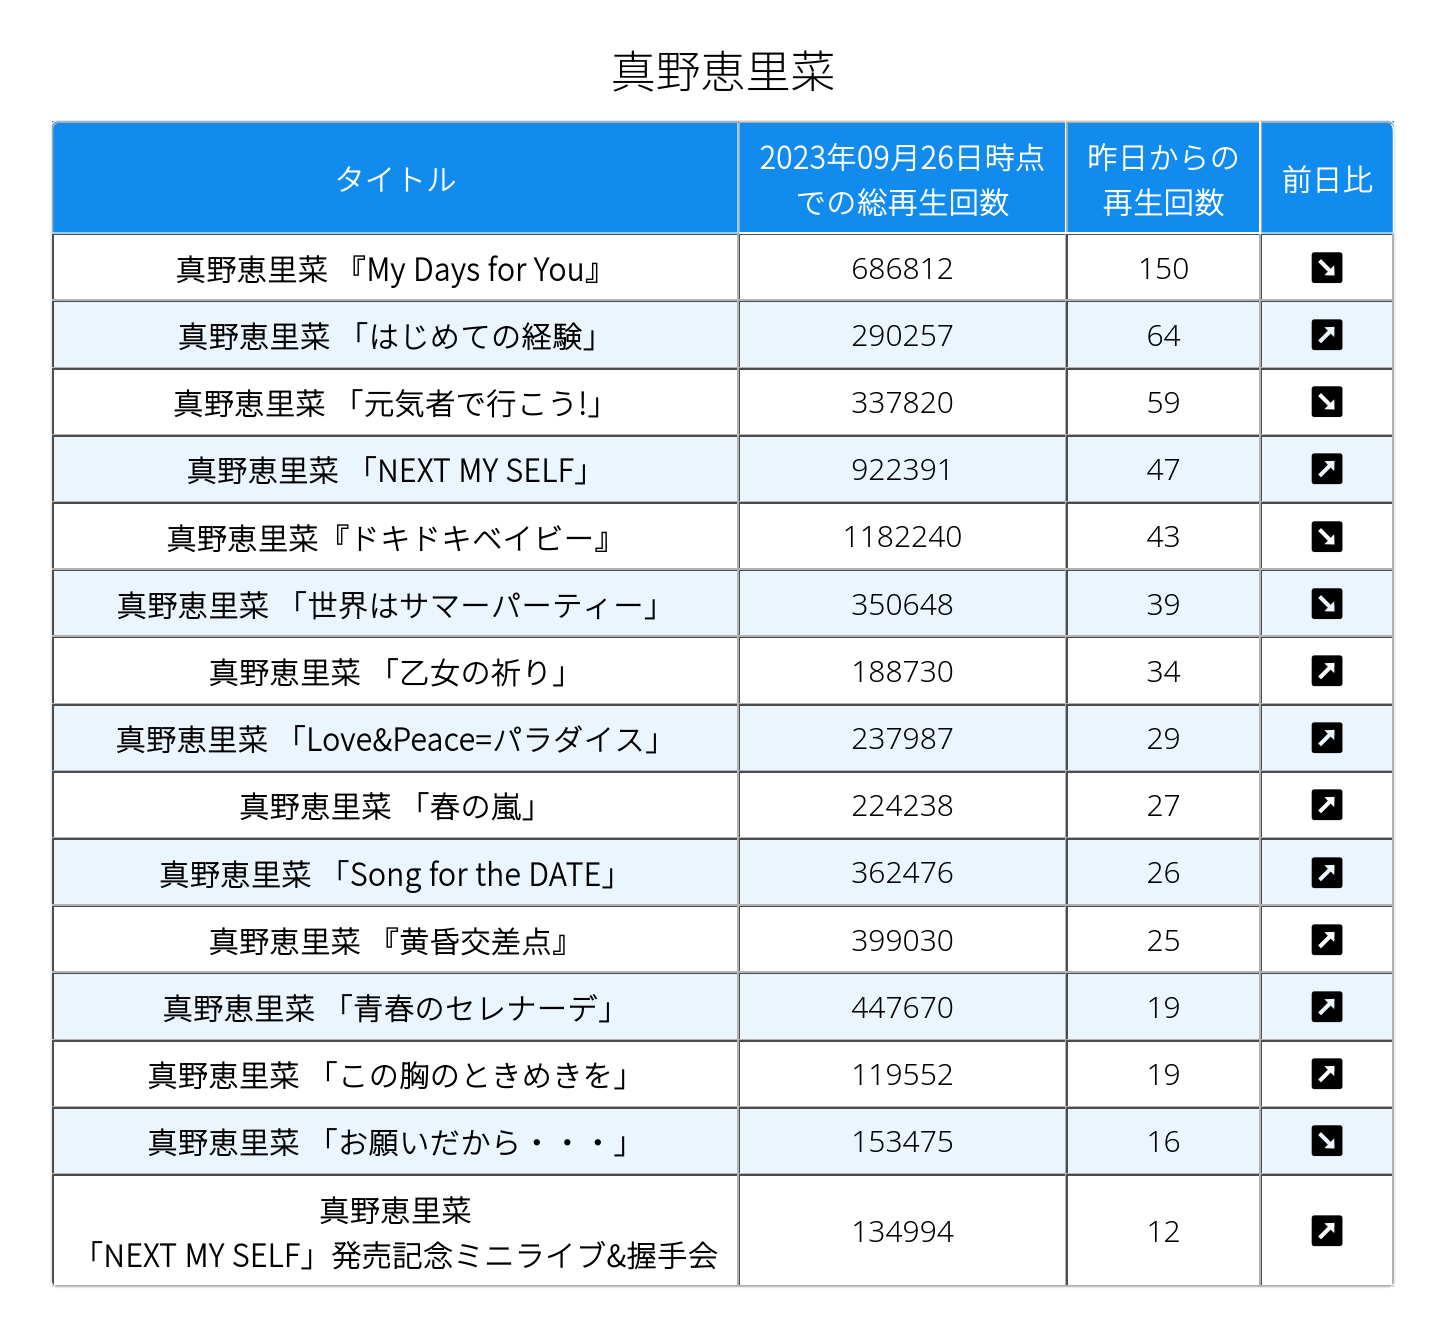 真野恵里菜
タイトル
2023年09月26日時点
での総再生回数
昨日からの
再生回数
前日比
真野恵里菜 『My Days for You』 686812 150
真野恵里菜 「はじめての経験」 290257 64
真野恵里菜 「元気者で行こう!」 337820 59
真野恵里菜 「NEXT MY SELF」 922391 47
真野恵里菜『ドキドキベイビー』 1182240 43
真野恵里菜 「世界はサマーパーティー」 350648 39
真野恵里菜 「乙女の祈り」 188730 34
真野恵里菜 「Love&Peace=パラダイス」 237987 29
真野恵里菜 「春の嵐」 224238 27
真野恵里菜 「Song for the DATE」 362476 26
真野恵里菜 『黄昏交差点』 399030 25
真野恵里菜 「青春のセレナーデ」 447670 19
真野恵里菜 「この胸のときめきを」 119552 19
真野恵里菜 「お願いだから・・・」 153475 16
真野恵里菜
「NEXT MY SELF」発売記念ミニライブ&握手会 134994 12